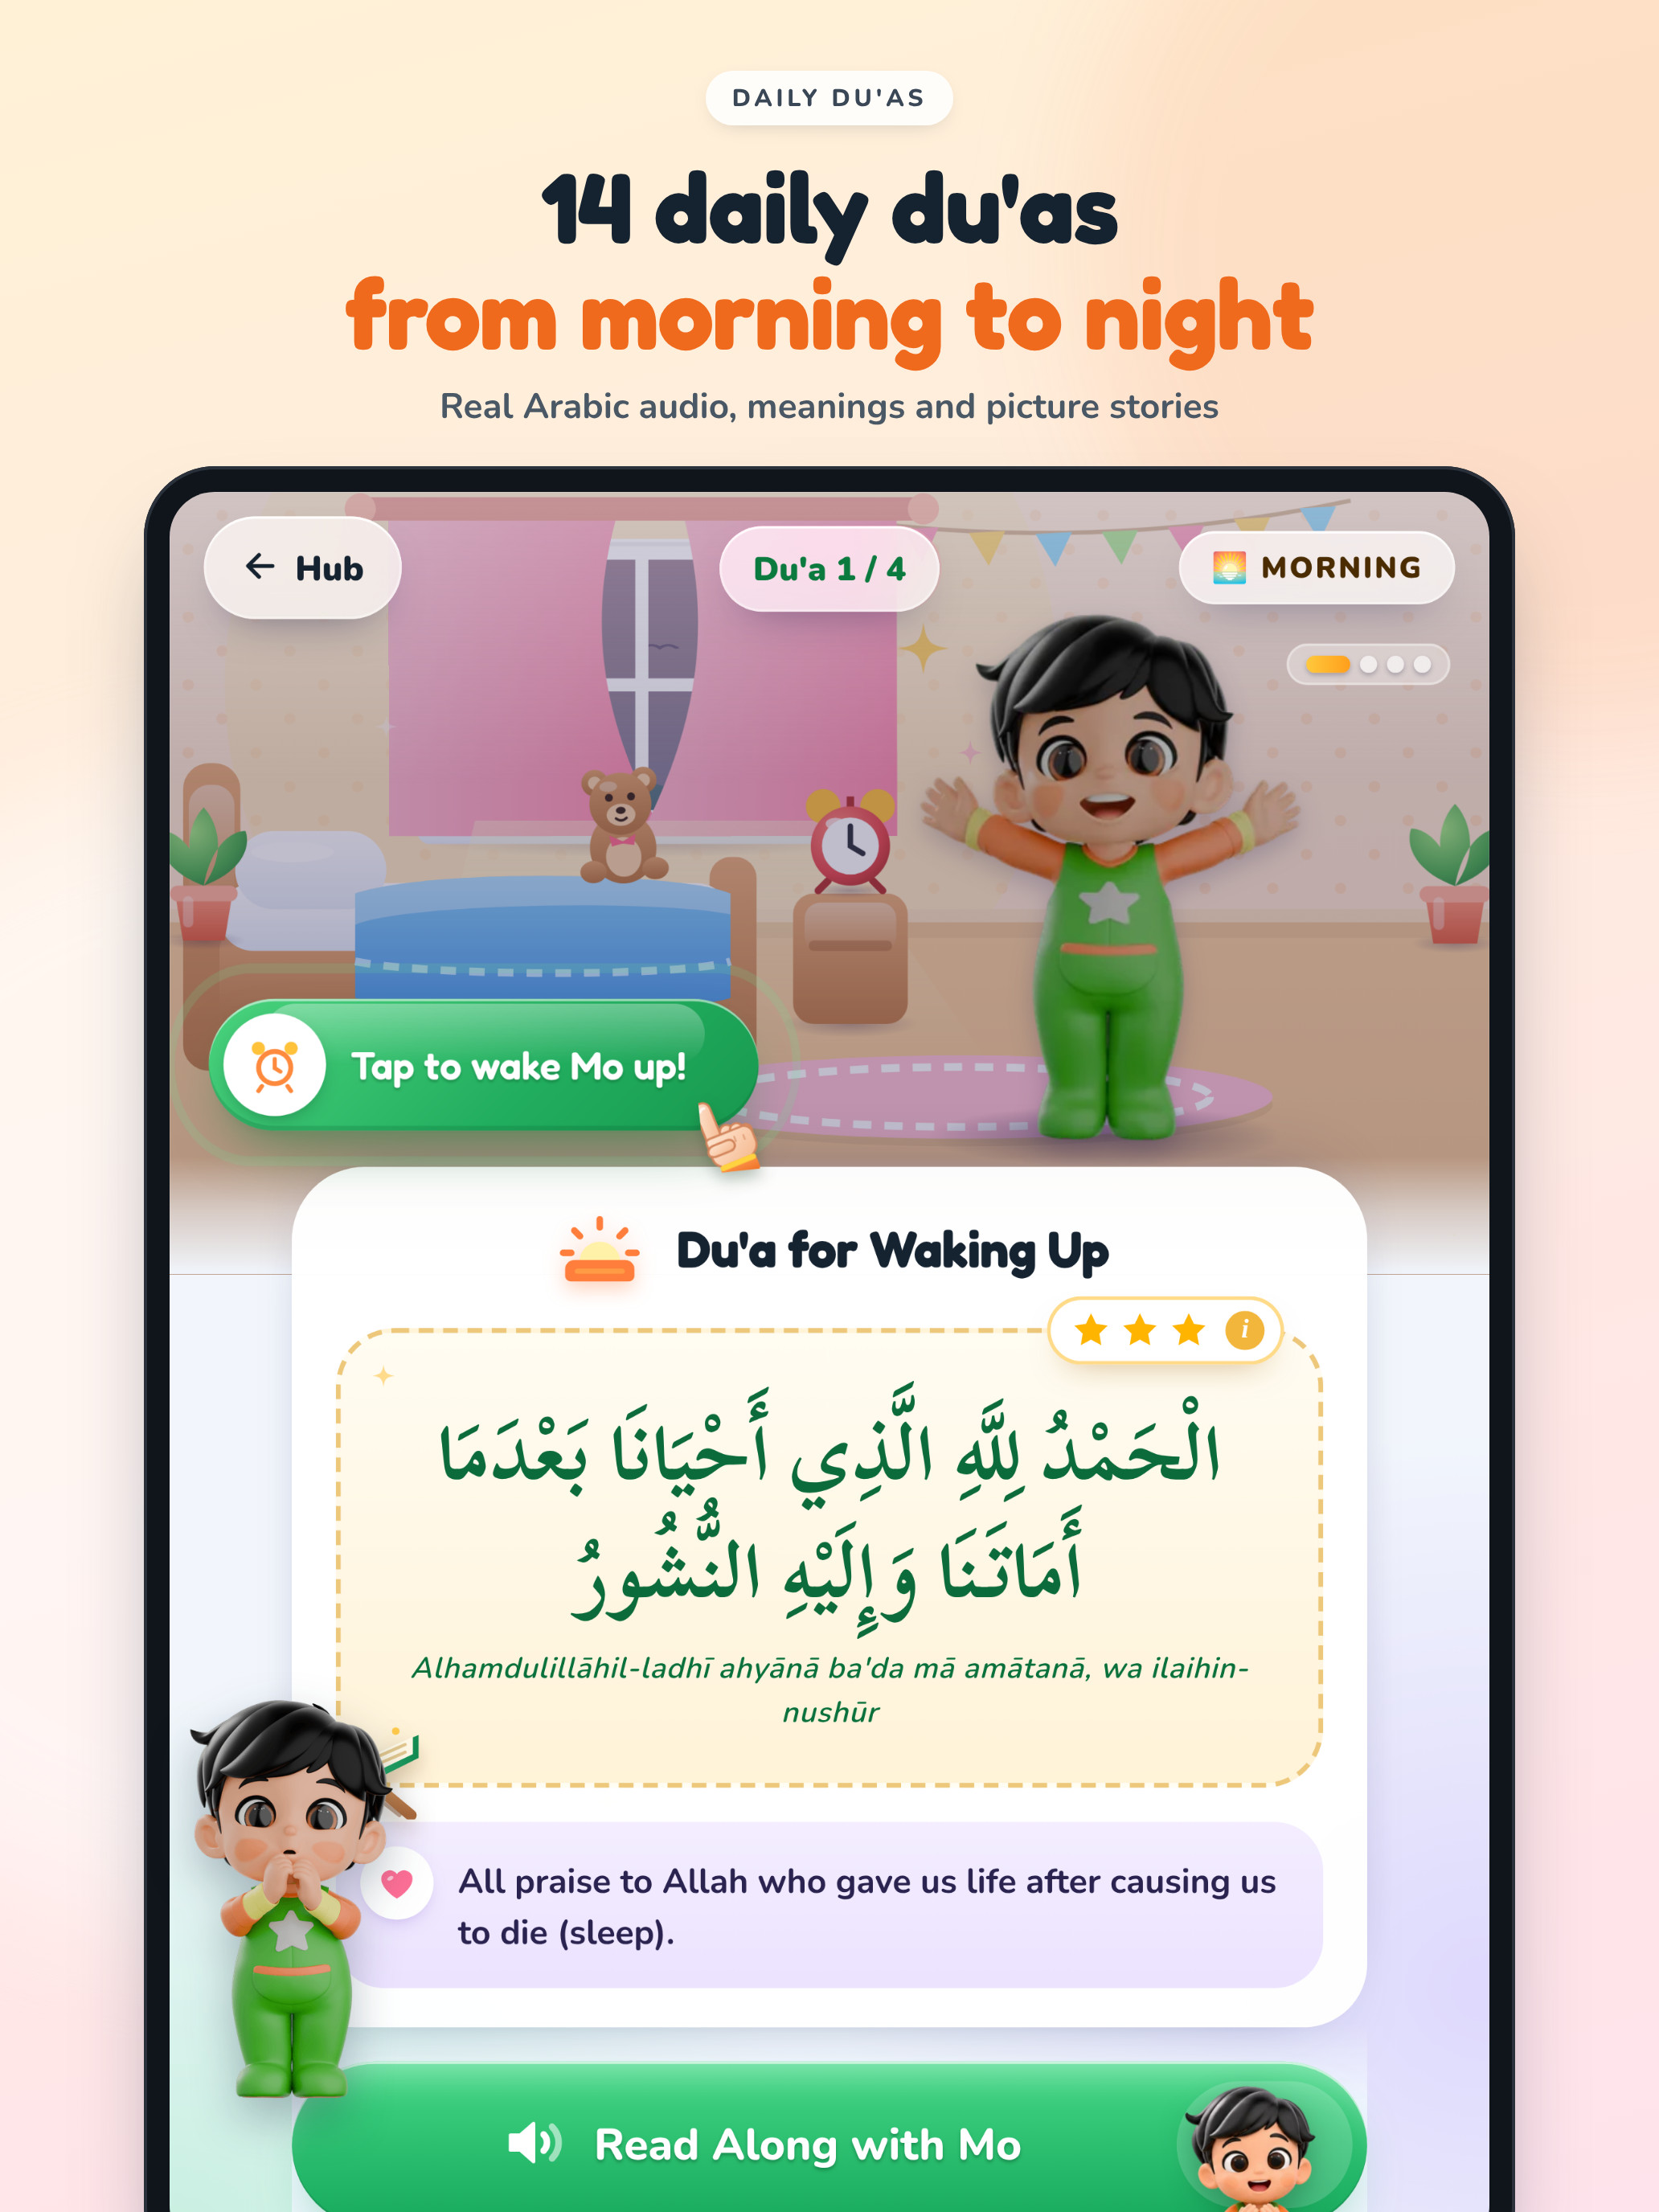 DAILY DU'AS
14 daily du'as
from morning to night
Real Arabic audio, meanings and picture stories
← Hub
Du'a 1 / 4
MORNING
Tap to wake Mo up!
Du'a for Waking Up
i
الْحَمْدُ لِلَّهِ الَّذِي أَحْيَانَا بَعْدَمَا
أَمَاتَنَا وَإِلَيْهِ النُّشُورُ
Alhamdulillāhil-ladhī ahyānā ba'da mā amātanā, wa ilaihin-
nushūr
All praise to Allah who gave us life after causing us
to die (sleep).
Read Along with Mo